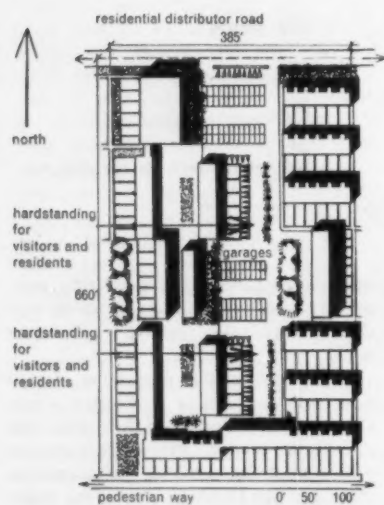 residential distributor road
385'
north
hardstanding
for
visitors and
residents
garages
660'
hardstanding
for
visitors and
residents
pedestrian way
0' 50' 100'